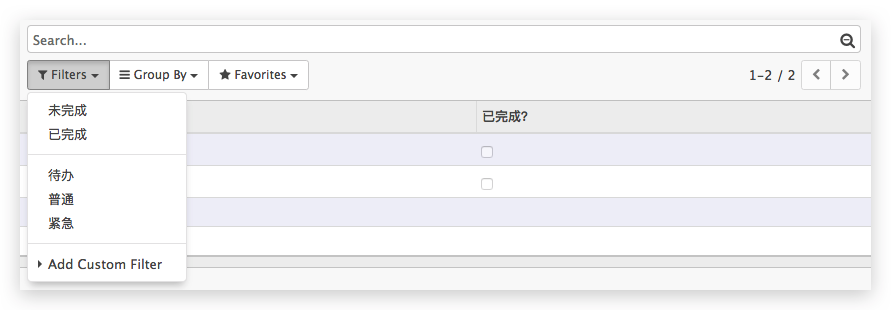 Search...
Filters Group By Favorites 1-2 / 2
未完成
已完成?
已完成
待办
普通
紧急
Add Custom Filter